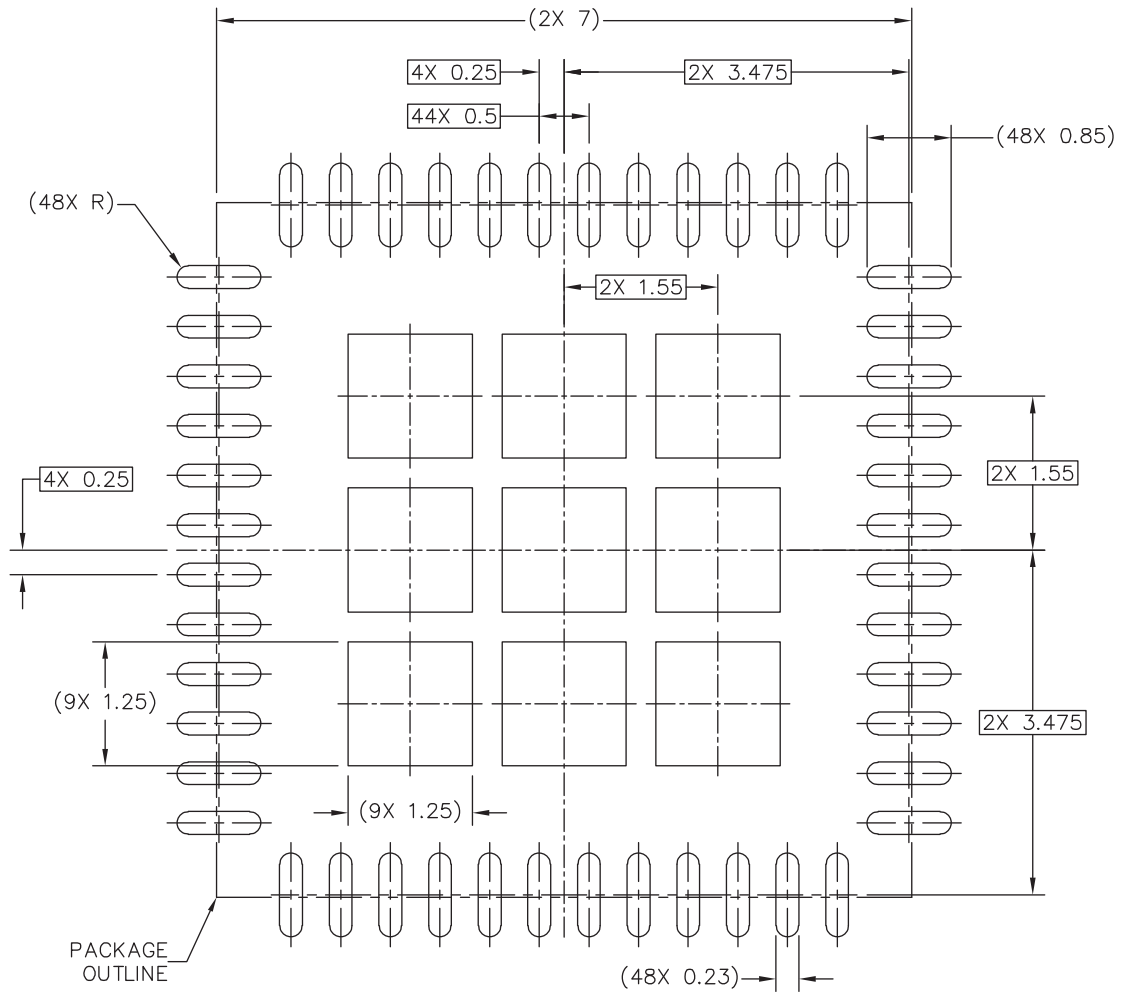 (2X 7)
4X 0.25
2X 3.475
44X 0.5
(48X 0.85)
(48X R)
2X 1.55
4X 0.25
2X 1.55
(9X 1.25)
2X 3.475
(9X 1.25)
PACKAGE
OUTLINE
(48X 0.23)